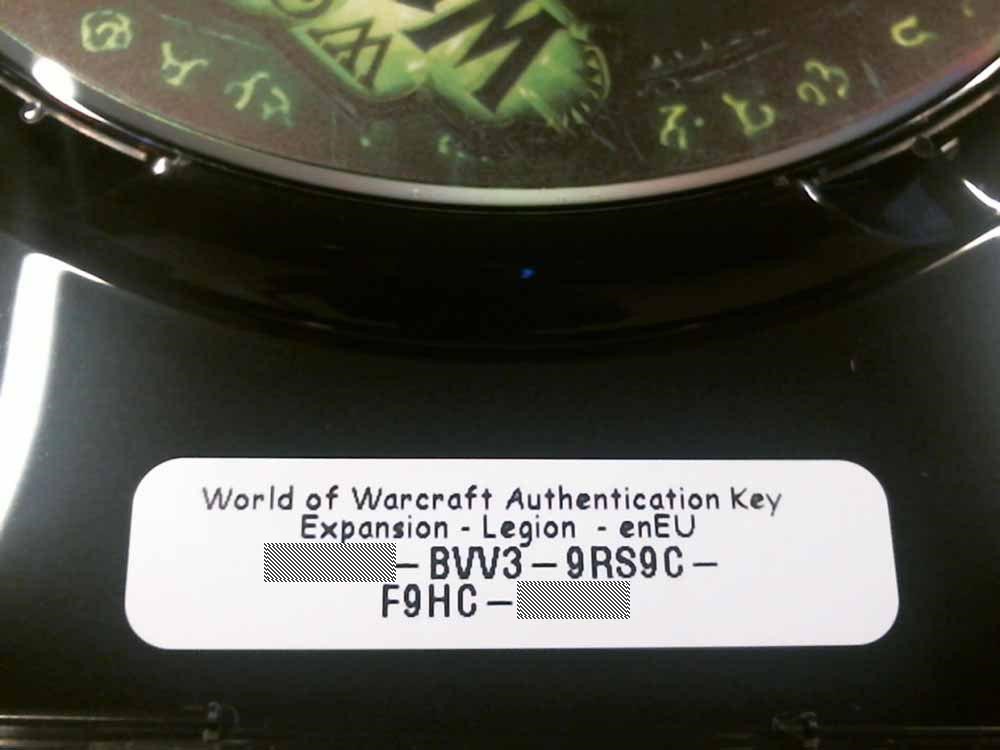 World of Warcraft Authentication Key
Expansion - Legion - enEU
- BVV3 - 9RS9C -
F9HC -